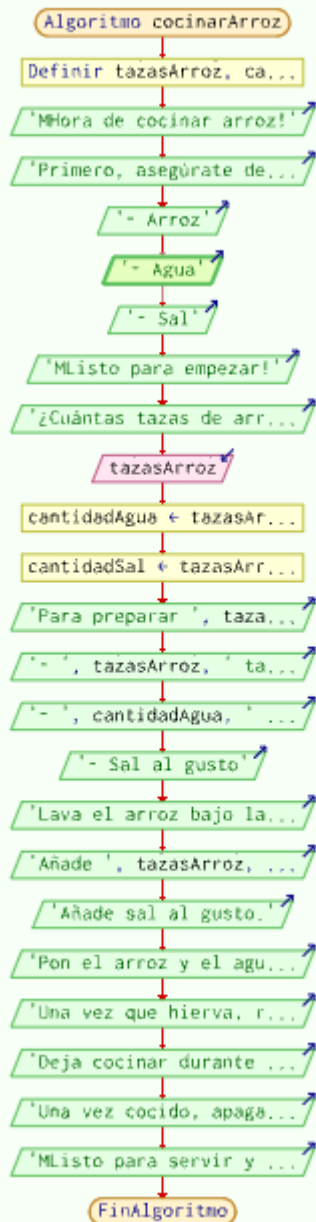 Algoritmo cocinarArroz
Definir tazasArroz, ca...
'MHora de cocinar arroz!'
'Primero, asegúrate de...
'- Arroz'
'- Agua'
'- Sal'
'MListo para empezar!'
'¿Cuántas tazas de arr...
tazasArroz
cantidadAgua ← tazasAr...
cantidadSal ← tazasArr...
'Para preparar ', taza...
'- ', tazasArroz, ' ta...
'- ', cantidadAgua, ' ...
'- Sal al gusto'
'Lava el arroz bajo la...
'Añade ', tazasArroz, ...
'Añade sal al gusto.'
'Pon el arroz y el agu...
'Una vez que hierva, r...
'Deja cocinar durante ...
'Una vez cocido, apaga...
'MListo para servir y ...
FinAlgoritmo